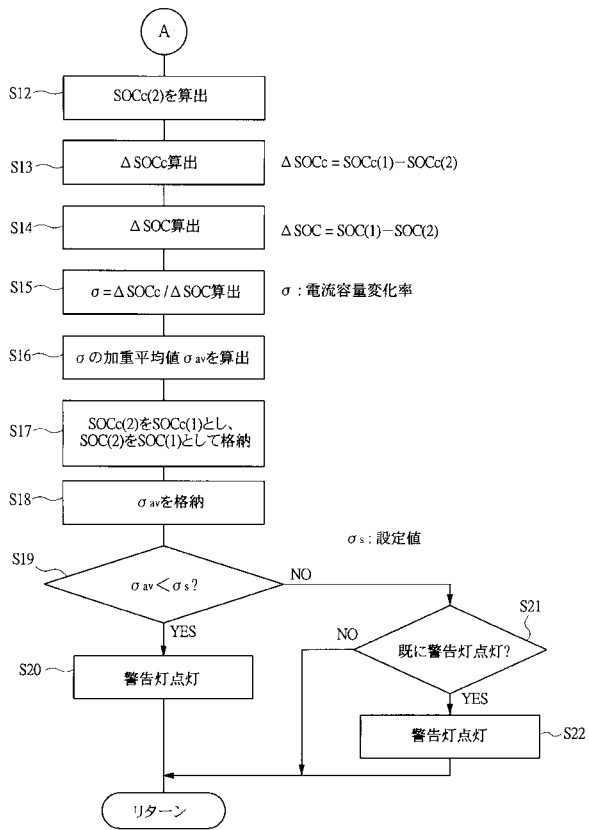 A
S12
SOCc(2)を算出
S13
ΔSOCc算出
ΔSOCc = SOCc(1)−SOCc(2)
S14
ΔSOC算出
ΔSOC = SOC(1)−SOC(2)
S15
σ=ΔSOCc / ΔSOC算出
σ : 電流容量変化率
S16
σの加重平均値σavを算出
S17
SOCc(2)をSOCc(1)とし、
SOC(2)をSOC(1)として格納
S18
σavを格納
σs : 設定値
S19
σav<σs?
NO
YES
S20
警告灯点灯
S21
既に警告灯点灯?
NO
YES
S22
警告灯点灯
リターン